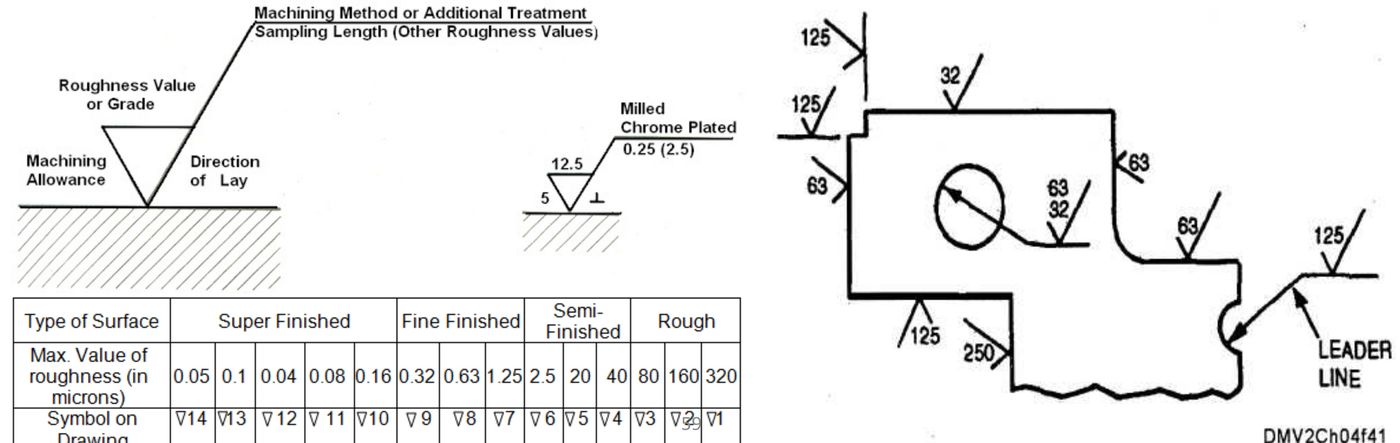 Machining Method or Additional Treatment
Sampling Length (Other Roughness Values)
Roughness Value
or Grade
Machining
Allowance
Direction
of Lay
Milled
Chrome Plated
0.25 (2.5)
12.5
5 ⊥
Type of Surface Super Finished Fine Finished Semi-
Finished Rough
Max. Value of
roughness (in
microns) 0.05 0.1 0.04 0.08 0.16 0.32 0.63 1.25 2.5 20 40 80 160 320
Symbol on
Drawing ∇14 ∇13 ∇12 ∇ 11 ∇10 ∇ 9 ∇8 ∇7 ∇ 6 ∇5 ∇4 ∇3 ∇2 ∇1
59
125
32
125
63
63
63
32
63
125
125
250
LEADER
LINE
DMV2Ch04f41